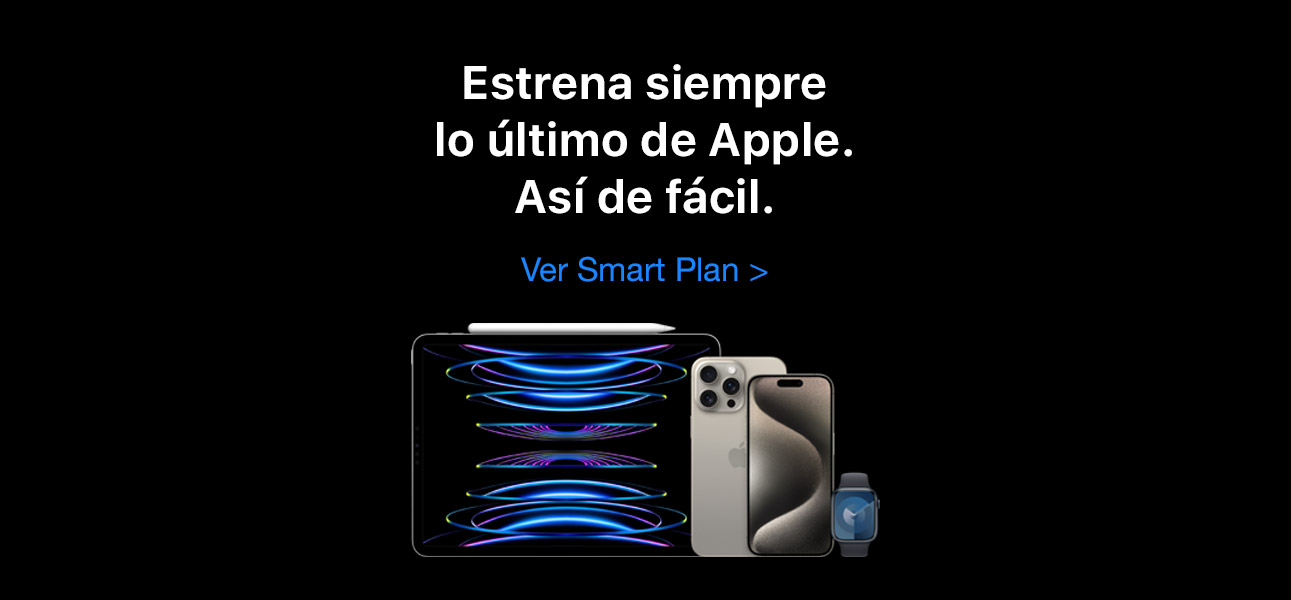 Estrena siempre
lo último de Apple.
Así de fácil.
Ver Smart Plan >